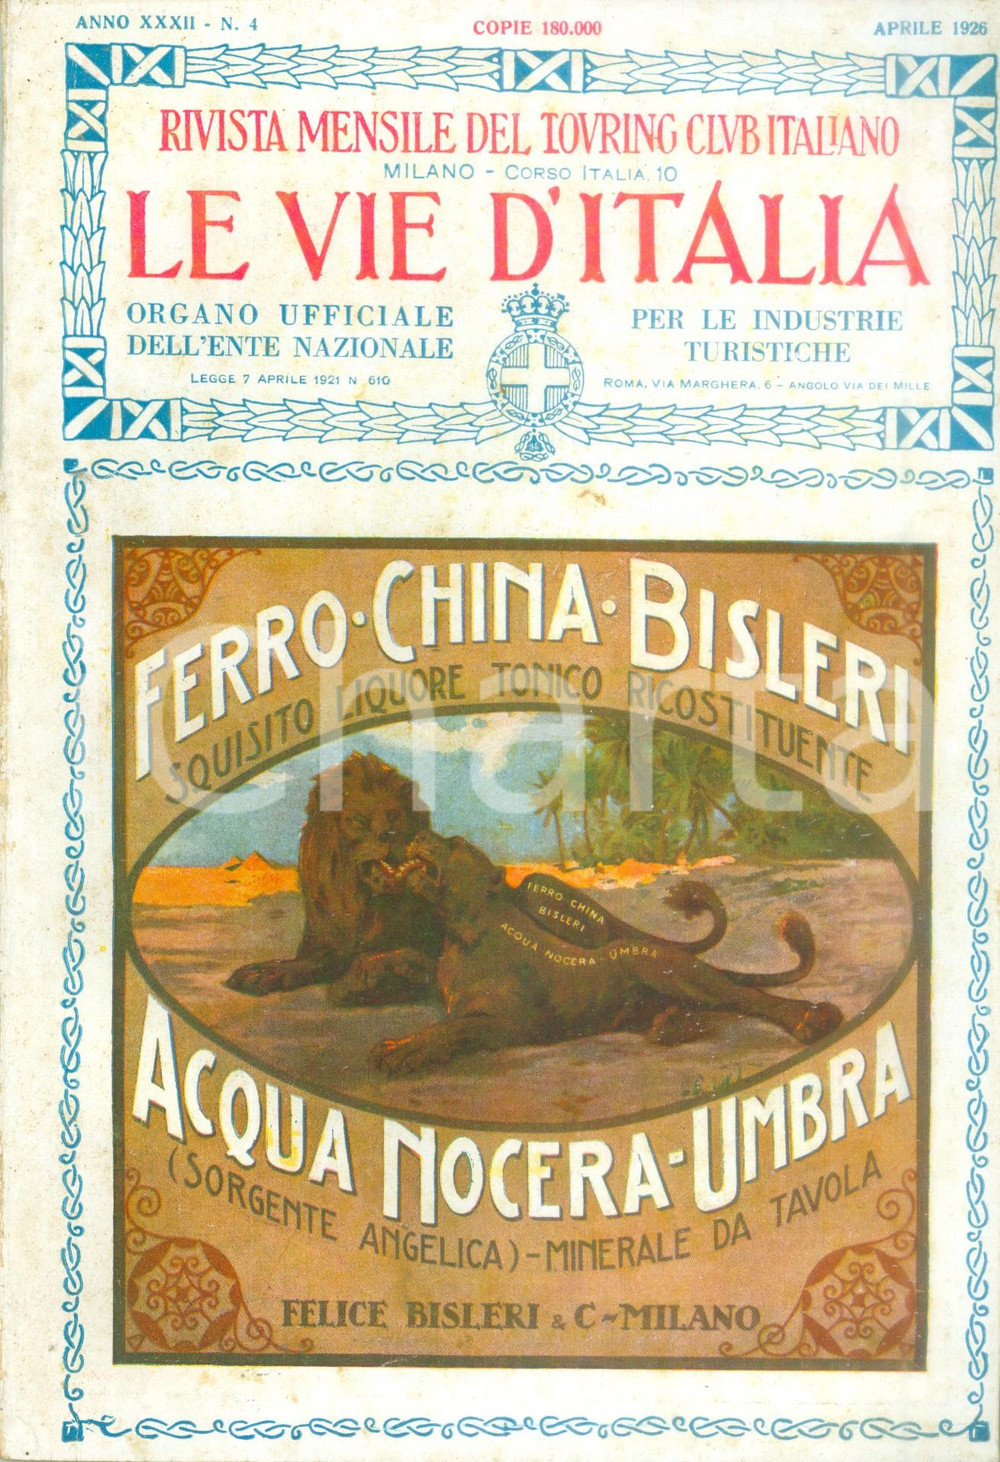 ANNO XXXII - N. 4 COPIE 180.000 APRILE 1926
RIVISTA MENSILE DEL TOVRING CLVB ITALIANO
MILANO - CORSO ITALIA. 10
LE VIE D'ITALIA
ORGANO UFFICIALE
DELL'ENTE NAZIONALE
LEGGE 7 APRILE 1921 N 610
PER LE INDUSTRIE
TURISTICHE
ROMA, VIA MARGHERA, 6 - ANGOLO VIA DEI MILLE
FERRO·CHINA·BISLERI
SQUISITO LIQUORE TONICO RICOSTITUENTE
charta
FERRO CHINA
BISLERI
ACQUA NOCERA-UMBRA
ACQUA NOCERA-UMBRA
(SORGENTE ANGELICA)-MINERALE DA TAVOLA
FELICE BISLERI & C~MILANO